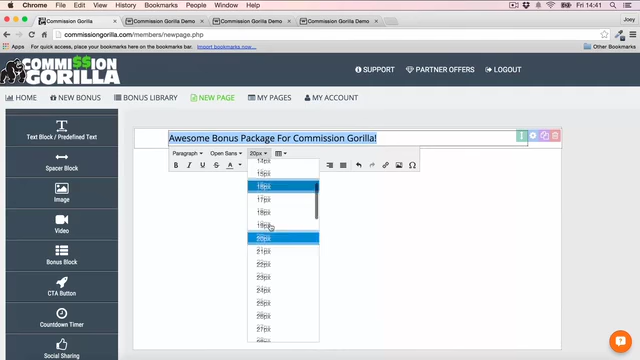 Chrome File Edit View History Bookmarks People Window Help
Fri 14:41
Commission Gorilla
Commission Gorilla Demo
Commission Gorilla Demo
Commission Gorilla Demo
Joey
commissiongorilla.com/members/newpage.php
Apps For quick access, place your bookmarks here on the bookmarks bar. Import bookmarks now...
Other Bookmarks
COMMI$$ION GORILLA
SUPPORT PARTNER OFFERS LOGOUT
HOME NEW BONUS BONUS LIBRARY NEW PAGE MY PAGES MY ACCOUNT
Text Block / Predefined Text
Spacer Block
Image
Video
Bonus Block
CTA Button
Countdown Timer
Social Sharing
Awesome Bonus Package For Commission Gorilla!
Paragraph Open Sans 20px
B I U S A
14px
15px
16px
17px
18px
19px
20px
21px
22px
23px
24px
25px
26px
27px
28px